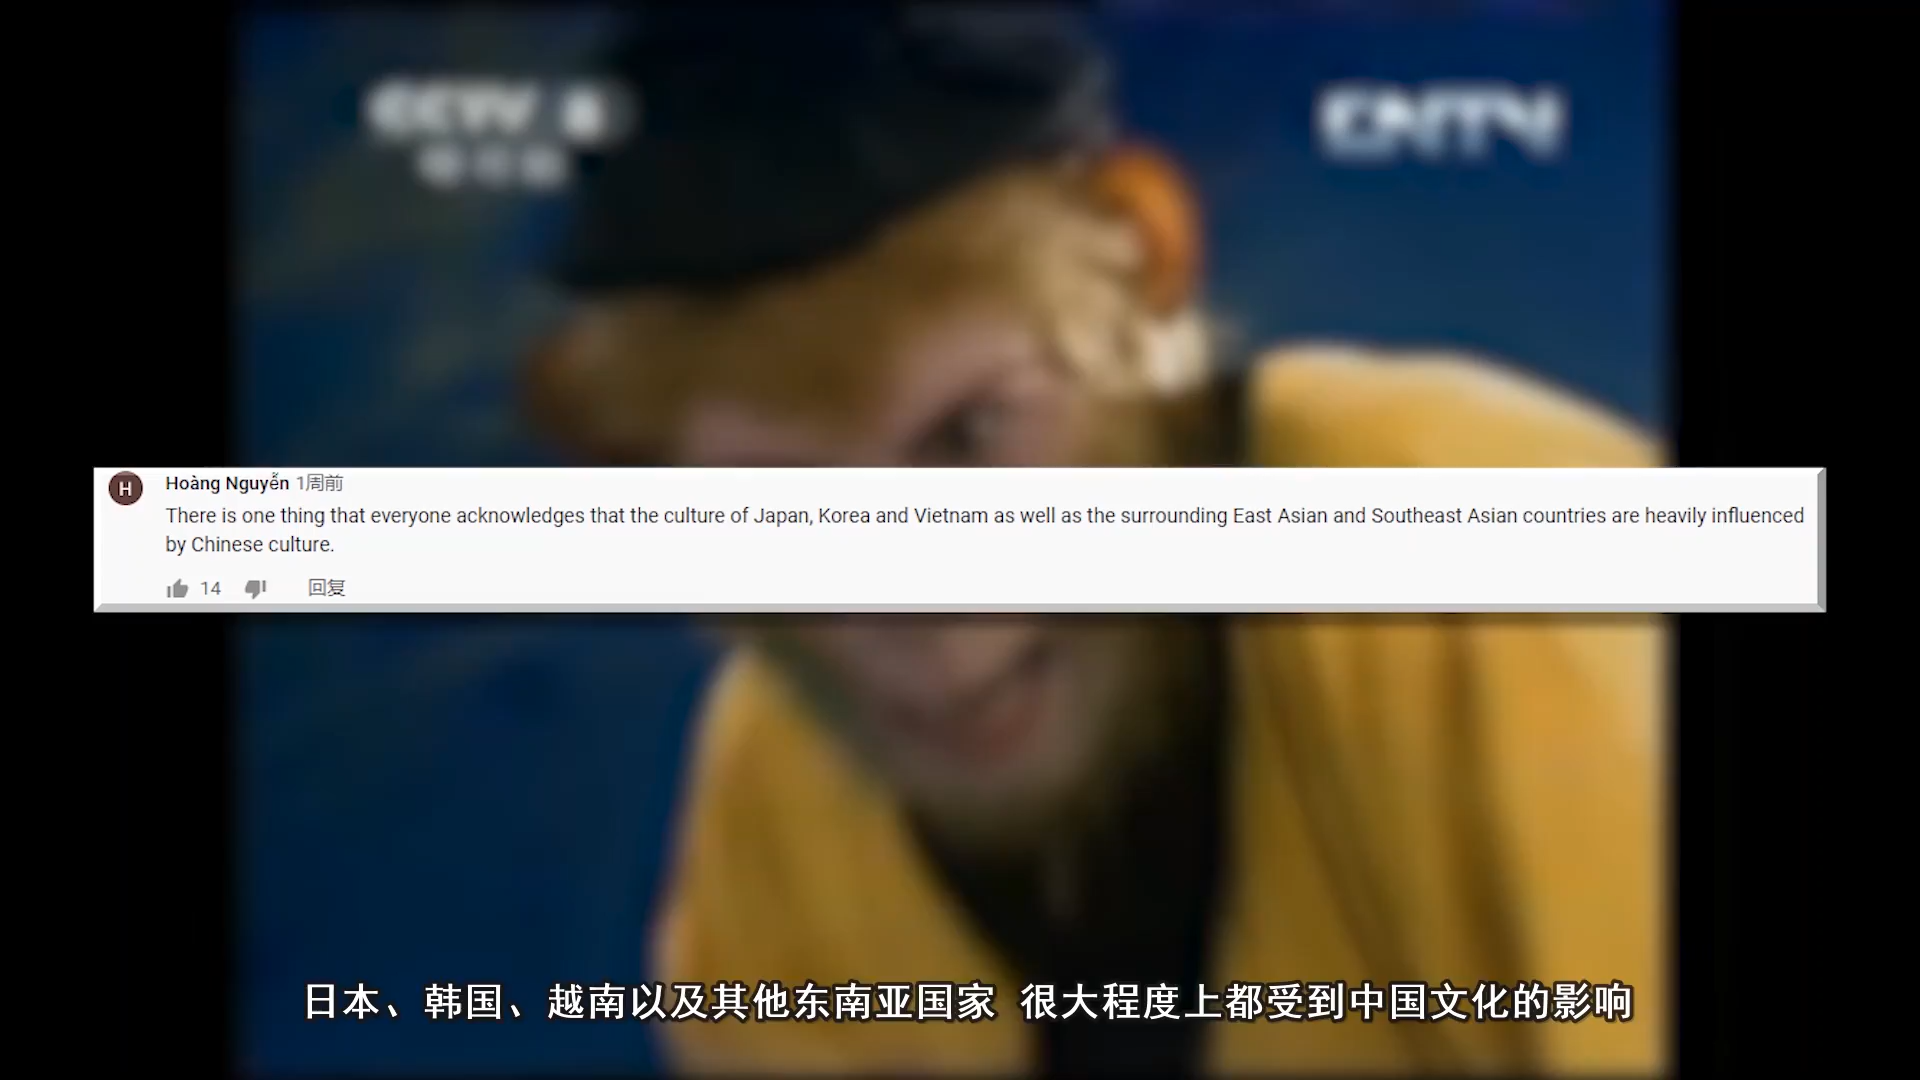 CCTV 8
CNTV
H
Hoàng Nguyễn 1周前
There is one thing that everyone acknowledges that the culture of Japan, Korea and Vietnam as well as the surrounding East Asian and Southeast Asian countries are heavily influenced
by Chinese culture.
14 回复
日本、韩国、越南以及其他东南亚国家 很大程度上都受到中国文化的影响